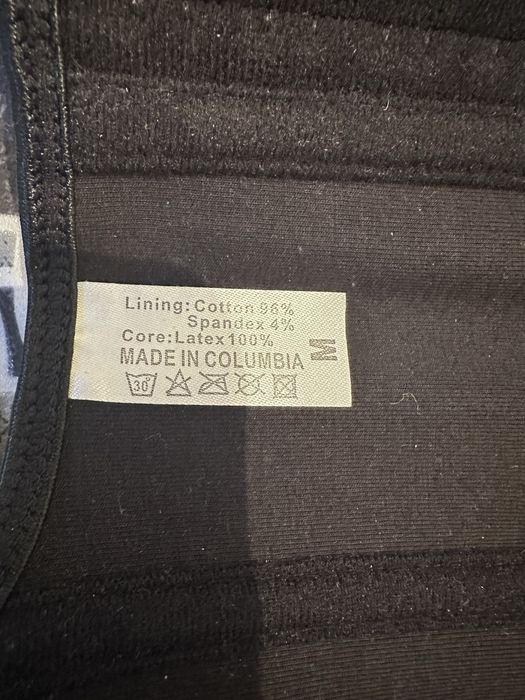 Lining: Cotton 96%
Spandex 4%
Core: Latex 100%
MADE IN COLUMBIA
M
30°